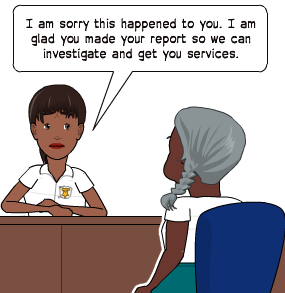 I am sorry this happened to you. I am
glad you made your report so we can
investigate and get you services.